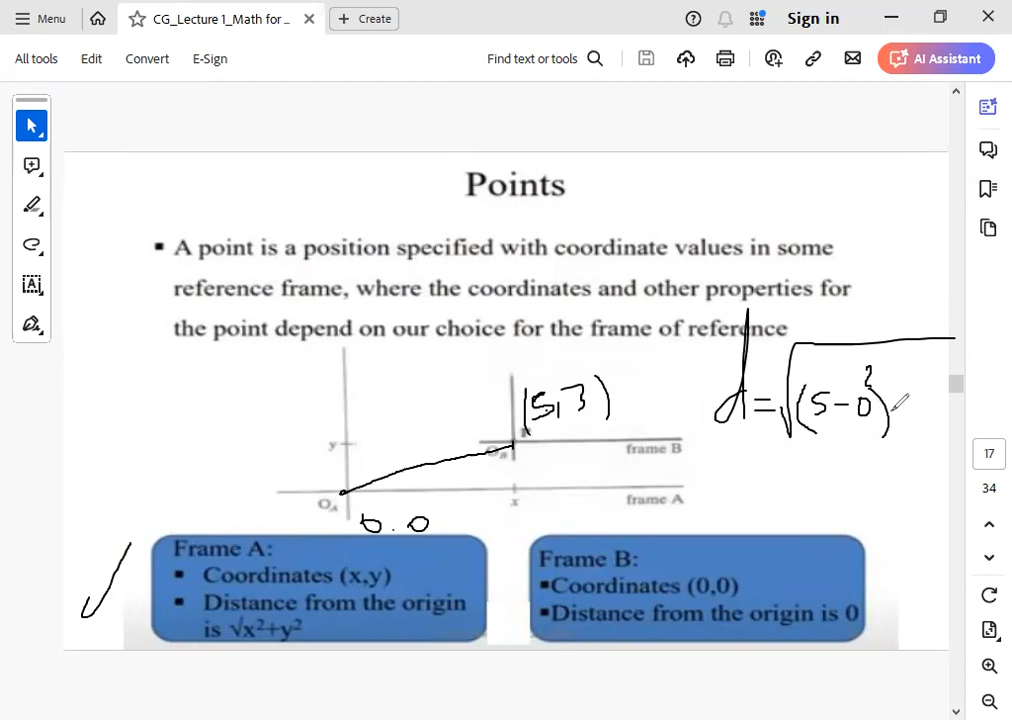 Menu
CG_Lecture 1_Math for ...
Create
Sign in
All tools
Edit
Convert
E-Sign
Find text or tools
AI Assistant
Points
▪ A point is a position specified with coordinate values in some
reference frame, where the coordinates and other properties for
the point depend on our choice for the frame of reference
d=√(5-0)²
(5,3)
y
frame B
17
O_A
x
frame A
34
0.0
Frame A:
▪ Coordinates (x,y)
▪ Distance from the origin
is √x²+y²
Frame B:
▪Coordinates (0,0)
▪Distance from the origin is 0